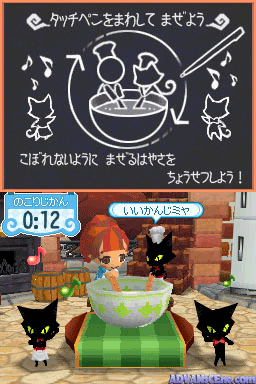 タッチペンをまわして まぜよう
こぼれないように まぜるはやさを
ちょうせつしよう！
のこりじかん
0:12
いいかんじミャ
www.ADVANsCEne.com